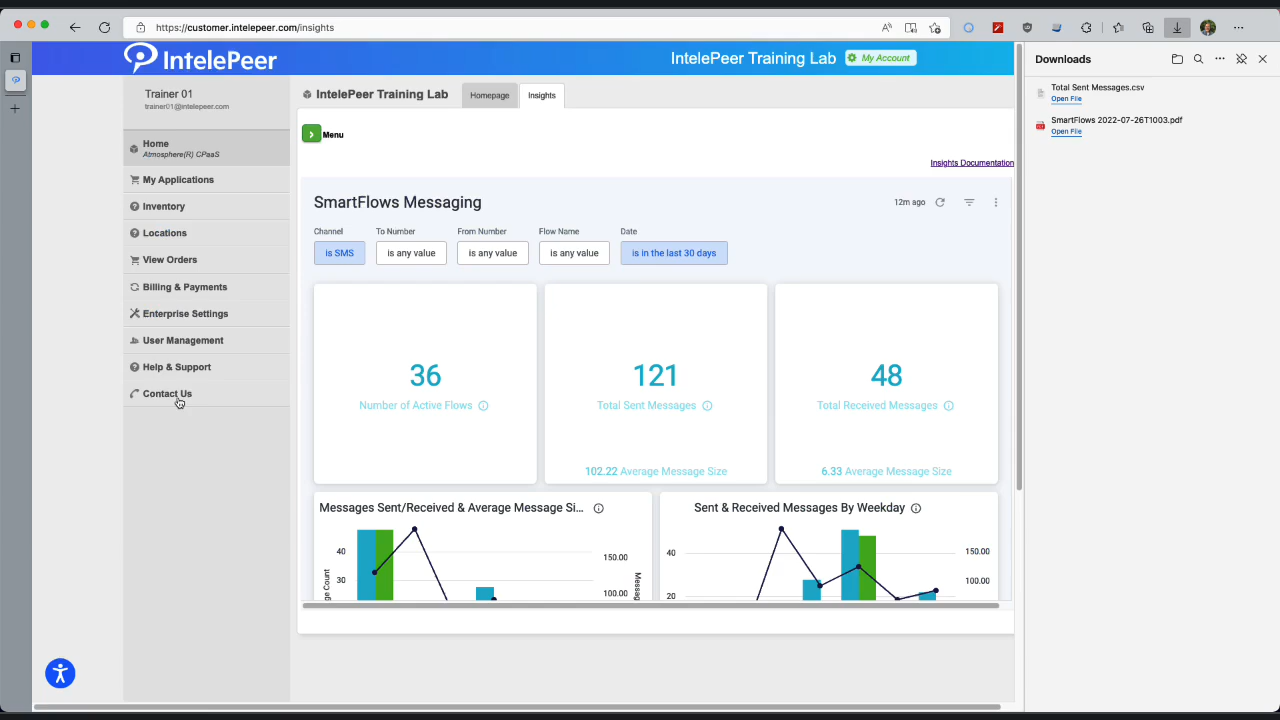 https://customer.intelepeer.com/insights
IntelePeer
IntelePeer Training Lab
My Account
Downloads
Total Sent Messages.csv
Open File
SmartFlows 2022-07-26T1003.pdf
Open File
Trainer 01
trainer01@intelepeer.com
Home
Atmosphere(R) CPaaS
My Applications
Inventory
Locations
View Orders
Billing & Payments
Enterprise Settings
User Management
Help & Support
Contact Us
IntelePeer Training Lab
Homepage
Insights
Menu
Insights Documentation
SmartFlows Messaging
12m ago
Channel
To Number
From Number
Flow Name
Date
is SMS
is any value
is any value
is any value
is in the last 30 days
36
Number of Active Flows
121
Total Sent Messages
102.22 Average Message Size
48
Total Received Messages
6.33 Average Message Size
Messages Sent/Received & Average Message Si...
40
30
150.00
100.00
Sent & Received Messages By Weekday
40
20
150.00
100.00